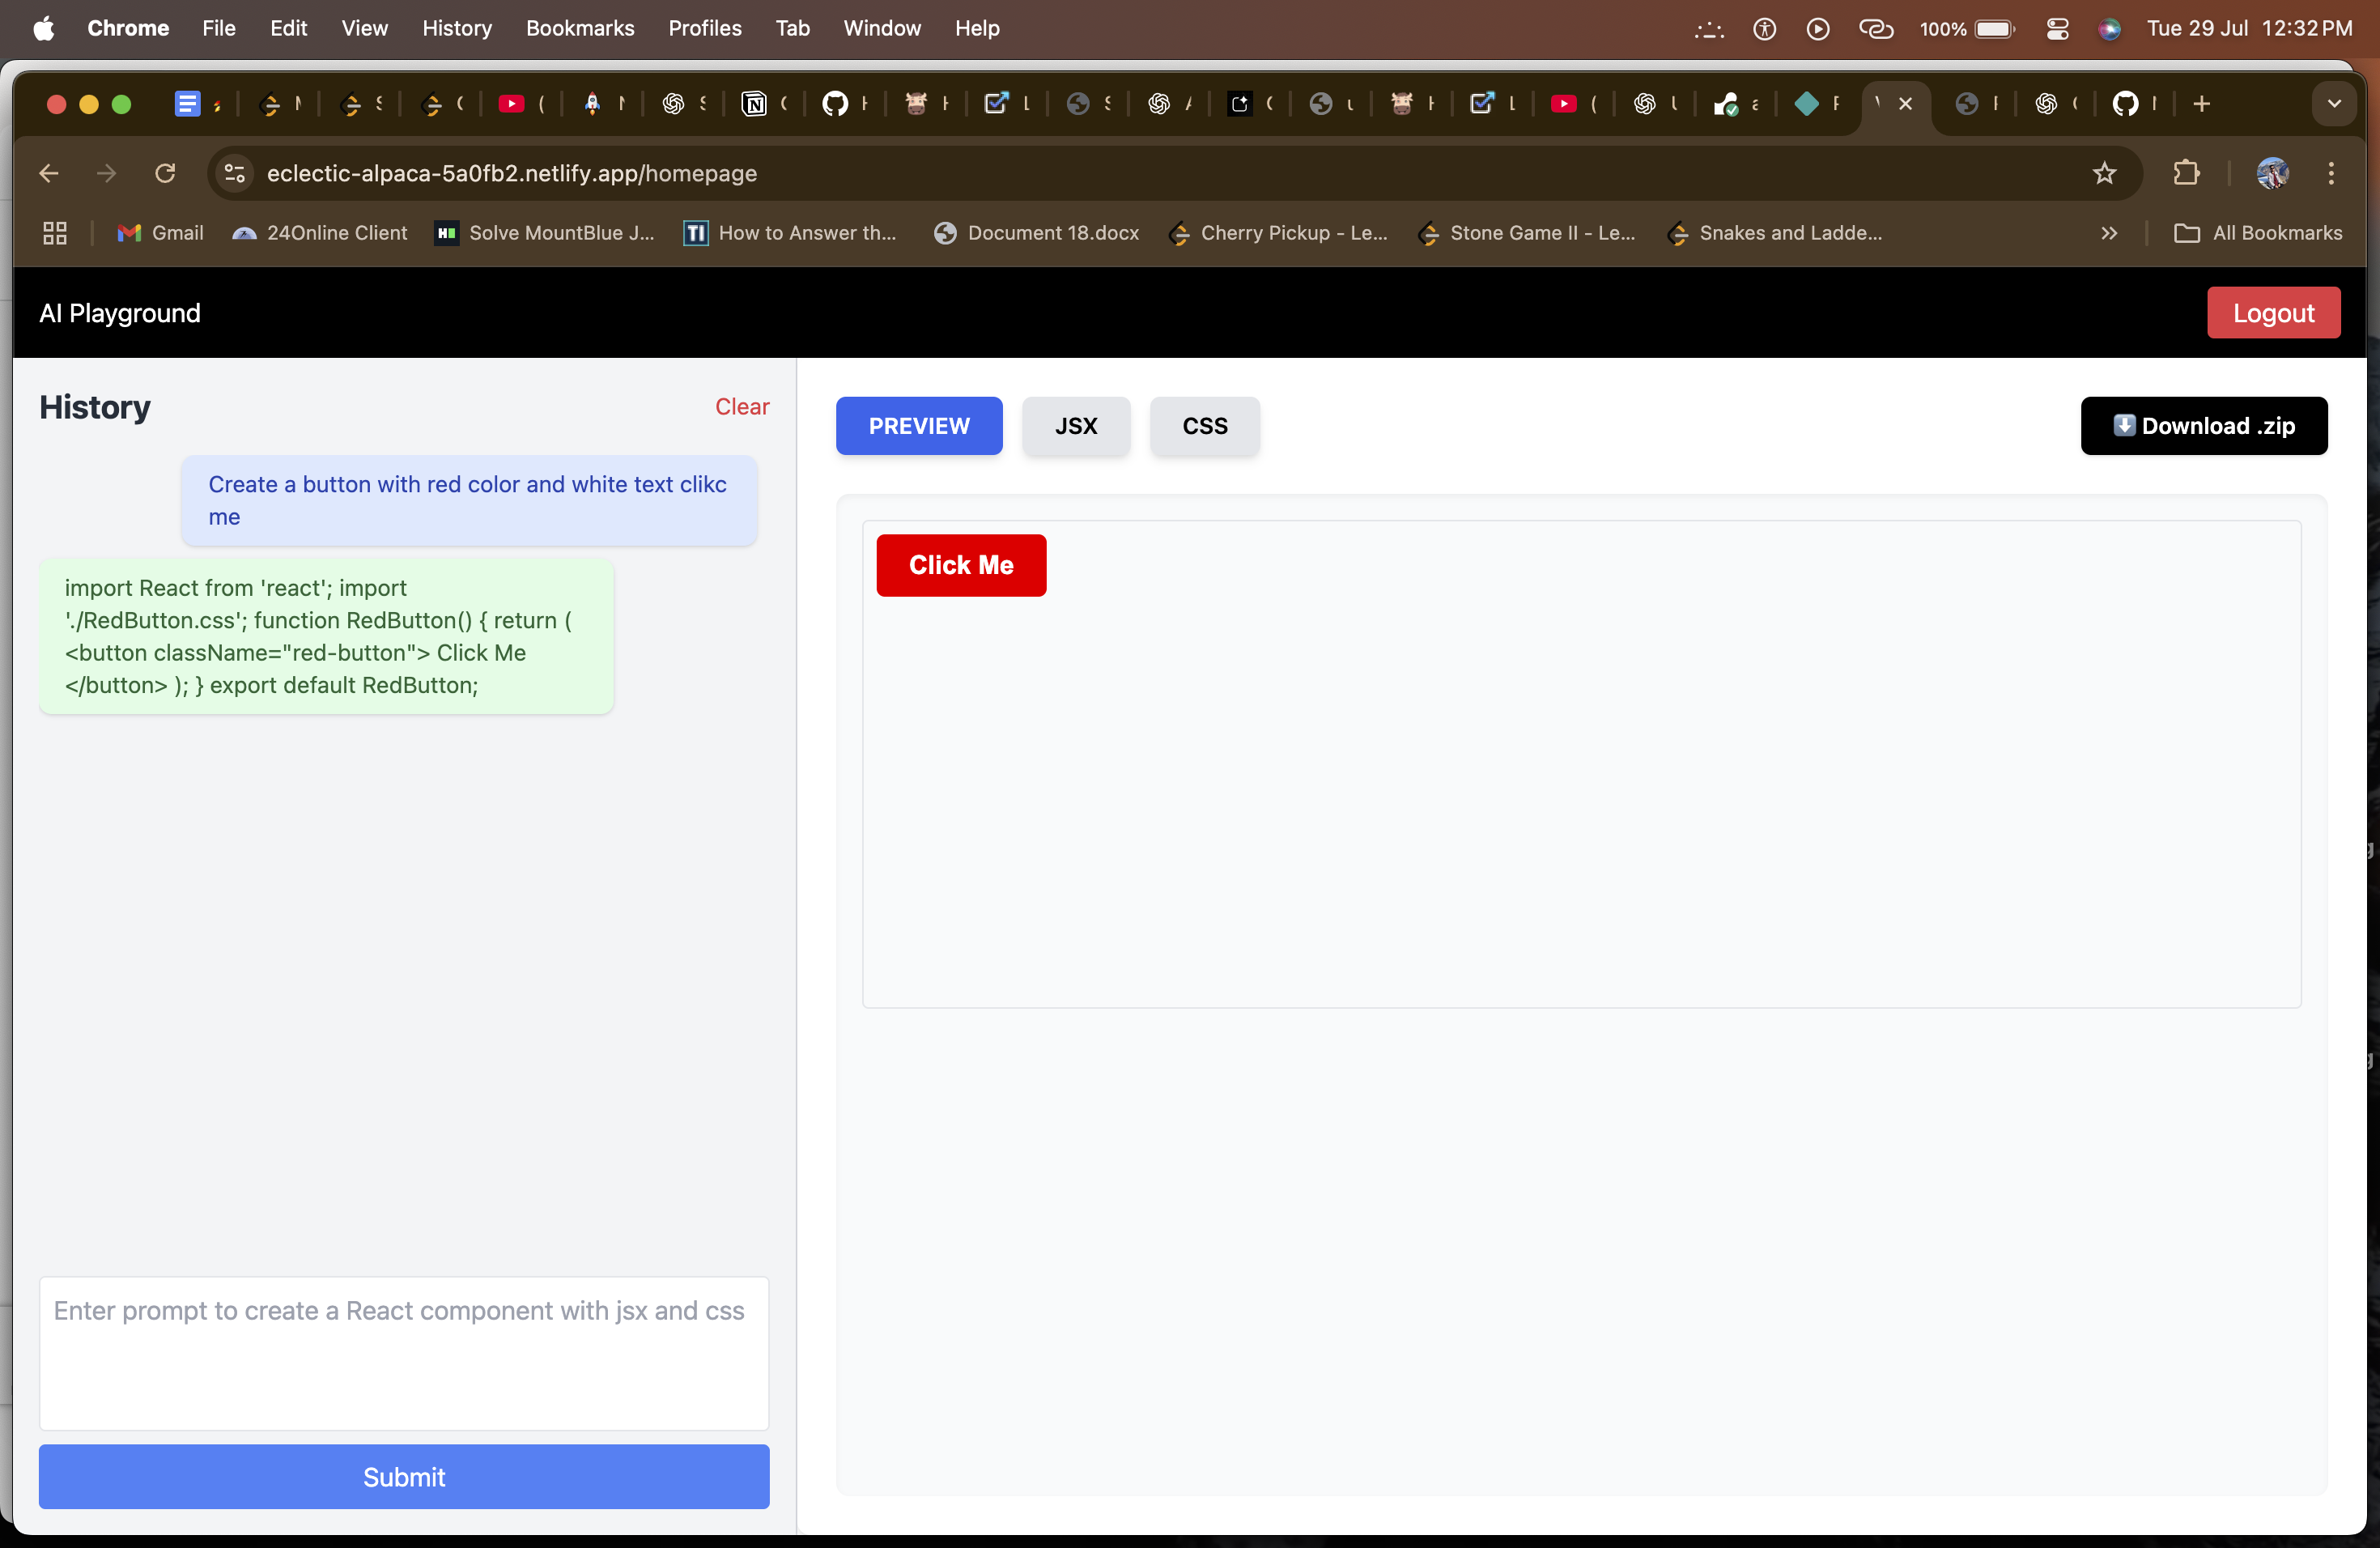 Chrome File Edit View History Bookmarks Profiles Tab Window Help 100% Tue 29 Jul 12:32 PM
eclectic-alpaca-5a0fb2.netlify.app/homepage
Gmail 24Online Client Solve MountBlue J... How to Answer th... Document 18.docx Cherry Pickup - Le... Stone Game II - Le... Snakes and Ladde... » All Bookmarks
AI Playground
Logout
History
Clear
Create a button with red color and white text clikc
me
import React from 'react'; import
'./RedButton.css'; function RedButton() { return (
<button className="red-button"> Click Me
</button> ); } export default RedButton;
Enter prompt to create a React component with jsx and css
Submit
PREVIEW JSX CSS
Download .zip
Click Me